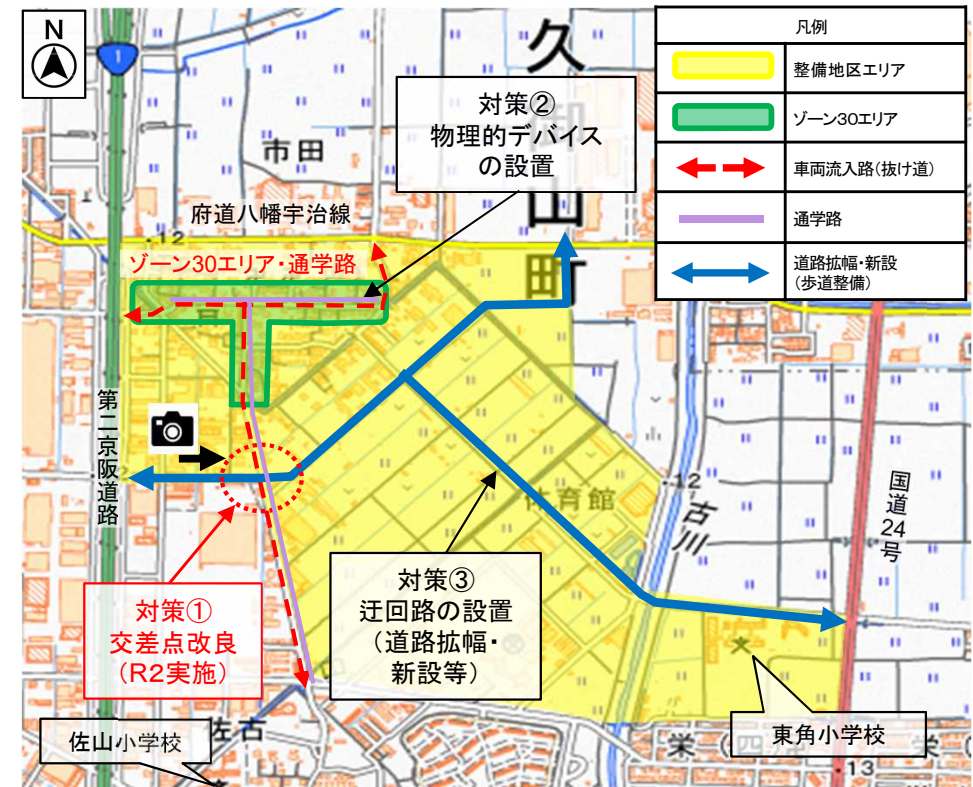 N
1
久
御
山
町
凡例
整備地区エリア
ゾーン30エリア
車両流入路(抜け道)
通学路
道路拡幅・新設
(歩道整備)
対策②
物理的デバイス
の設置
市田
府道八幡宇治線
.12
ゾーン30エリア・通学路
第二京阪道路
体育館
.12
古川
国道24号
対策①
交差点改良
(R2実施)
対策③
迂回路の設置
(道路拡幅・
新設等)
佐古
佐山小学校
東角小学校
栄
栄
.13